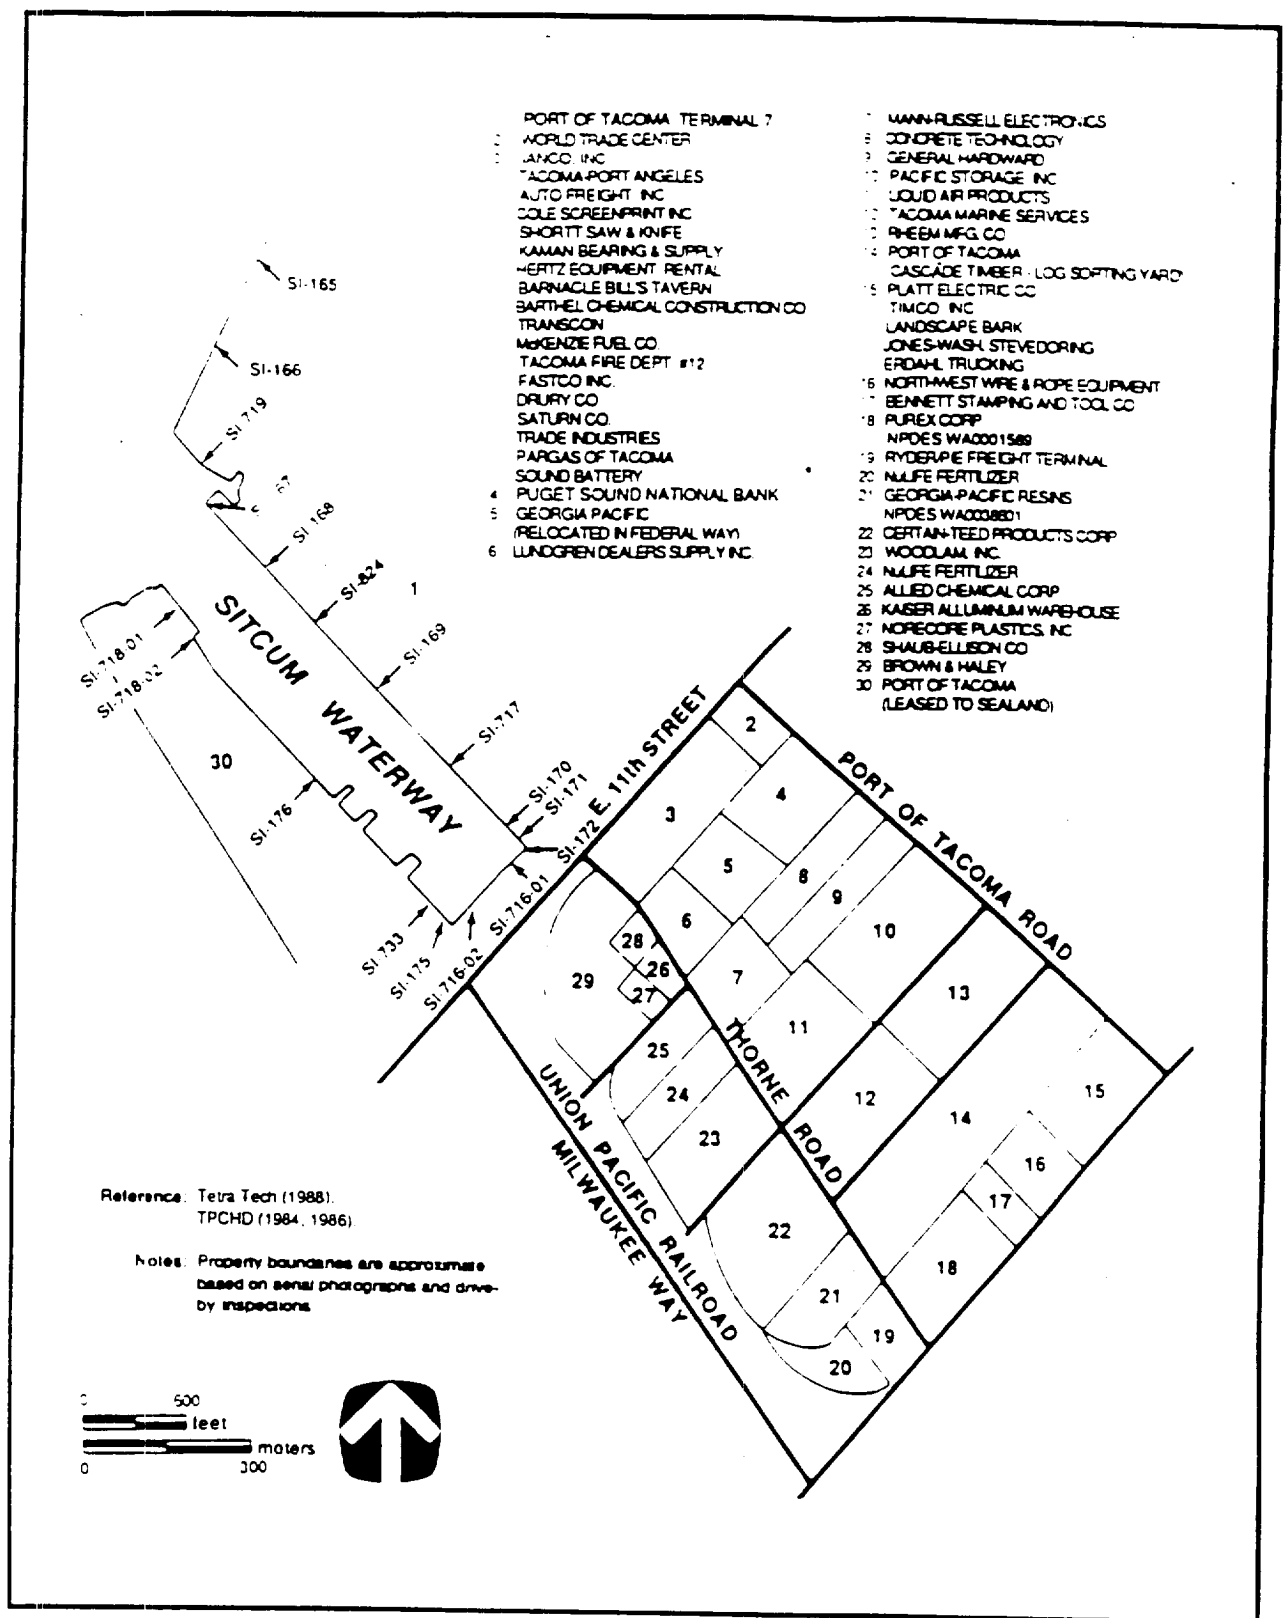 PORT OF TACOMA TERMINAL 7
WORLD TRADE CENTER
JANCO, INC
TACOMA-PORT ANGELES
AUTO FREIGHT INC
COLE SCREENPRINT INC
SHORTT SAW & KNIFE
KAMAN BEARING & SUPPLY
HERTZ EQUIPMENT RENTAL
BARNACLE BILL'S TAVERN
BARTHEL CHEMICAL CONSTRUCTION CO
TRANSCON
McKENZIE FUEL CO.
TACOMA FIRE DEPT #12
FASTCO INC.
DRURY CO
SATURN CO.
TRADE INDUSTRIES
PARGAS OF TACOMA
SOUND BATTERY
4 PUGET SOUND NATIONAL BANK
5 GEORGIA PACIFIC
(RELOCATED IN FEDERAL WAY)
6 LUNDGREN DEALERS SUPPLY INC.
MANN-RUSSELL ELECTRONICS
CONCRETE TECHNOLOGY
GENERAL HARDWARD
PACIFIC STORAGE INC
LIQUID AIR PRODUCTS
TACOMA MARINE SERVICES
RHEEM MFG. CO
PORT OF TACOMA
CASCADE TIMBER - LOG SORTING YARD
PLATT ELECTRIC CO
TIMCO INC
LANDSCAPE BARK
JONES-WASH. STEVEDORING
ERDAHL TRUCKING
16 NORTHWEST WIRE & ROPE EQUIPMENT
BENNETT STAMPING AND TOOL CO
18 PUREX CORP
NPDES WA0001589
19 RYDER/PIE FREIGHT TERMINAL
20 NULIFE FERTILIZER
21 GEORGIA-PACIFIC RESINS
NPDES
22 CERTAIN-TEED PRODUCTS CORP
23 WOODLAM, INC.
24 NULIFE FERTILIZER
25 ALLIED CHEMICAL CORP
26 KAISER ALLUMINUM WAREHOUSE
27 NORECORE PLASTICS, INC
28 SHAUB-ELLISON CO
29 BROWN & HALEY
30 PORT OF TACOMA
(LEASED TO SEALAND)
SI-165
SI-166
SI-719
SI-168
SI-824
1
SI-169
SI-717
SI-170
SI-171
SI-172
SI-718-01
SI-718-02
SI-176
SI-733
SI-175
SI-716-02
SI-716-01
SITCUM WATERWAY
30
E. 11th STREET
PORT OF TACOMA ROAD
THORNE ROAD
UNION PACIFIC RAILROAD
MILWAUKEE WAY
2
3
4
5
6
7
8
9
10
11
12
13
14
15
16
17
18
19
20
21
22
23
24
25
26
27
28
29
Reference: Tetra Tech (1988).
TPCHD (1984, 1986).
Notes: Property boundaries are approximate
based on aerial photographs and drive-
by inspections
0 500
feet
meters
0 300